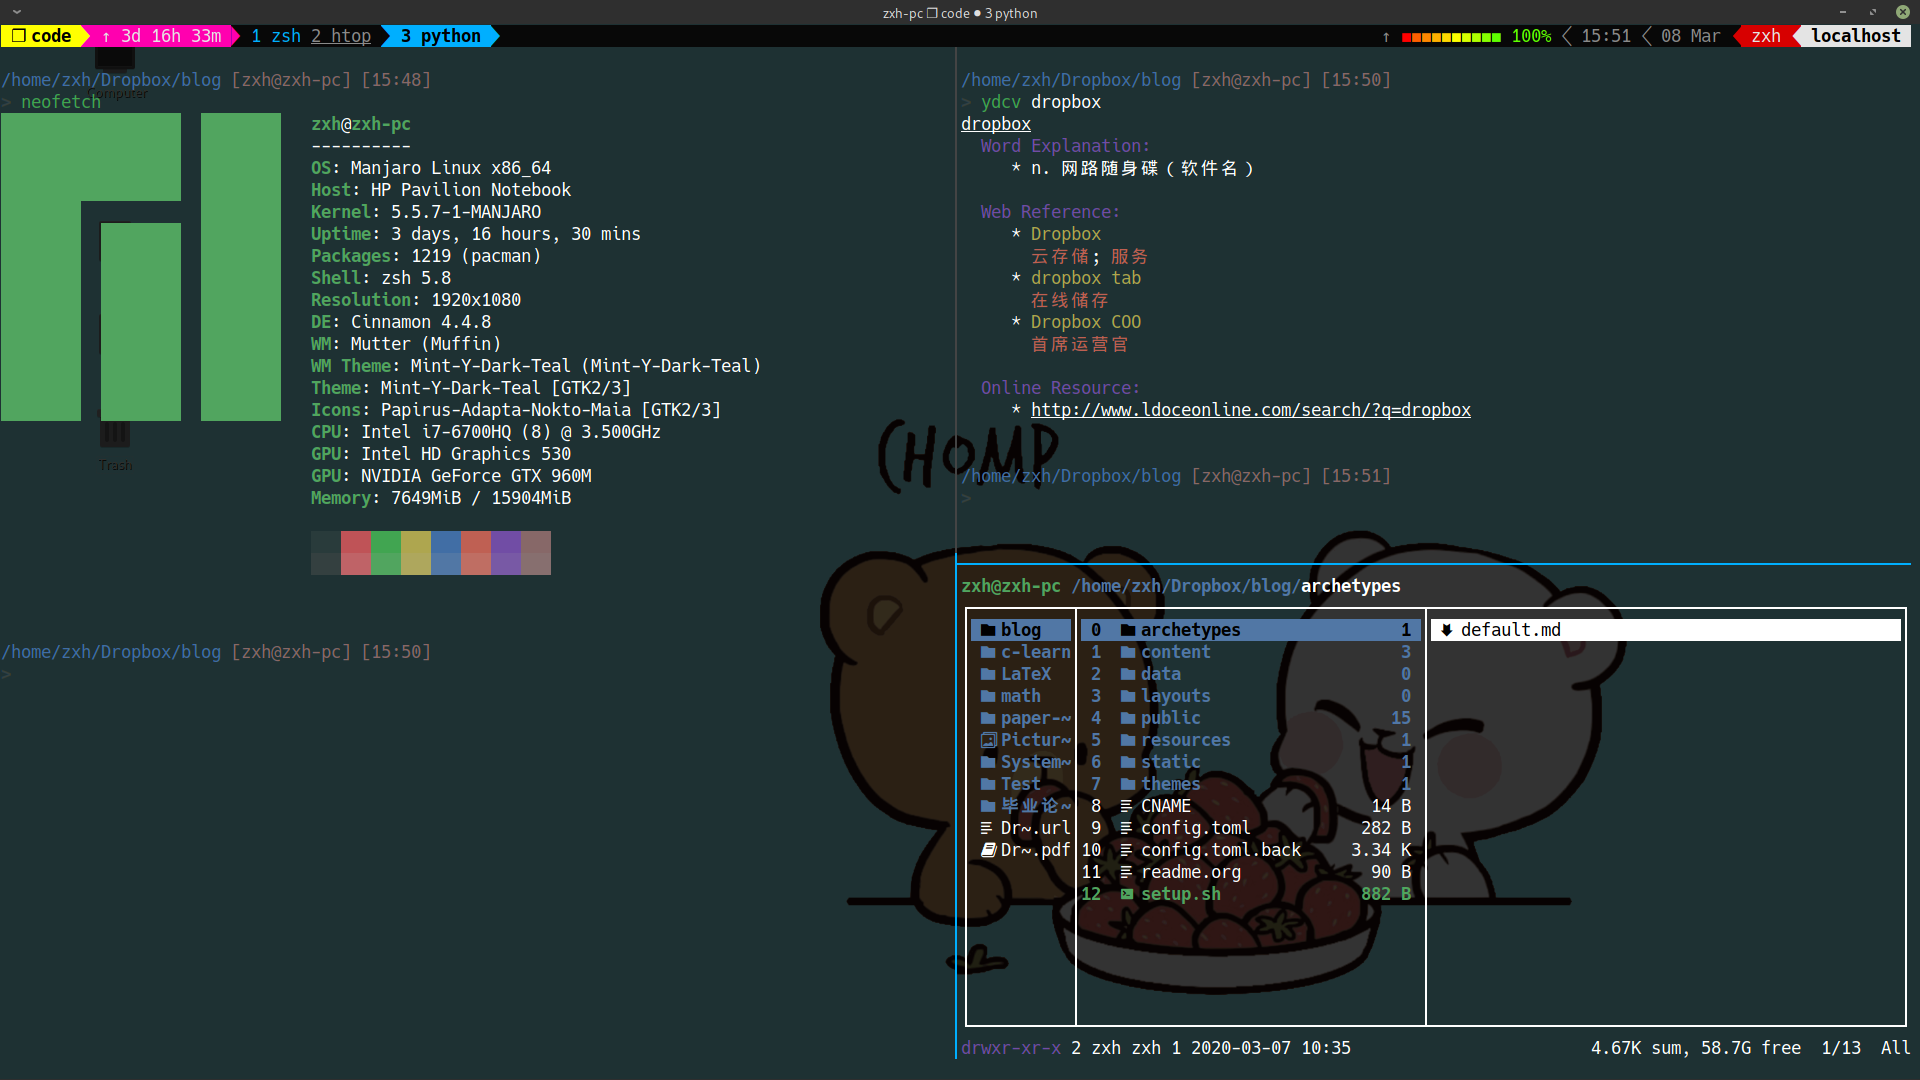 zxh-pc ❐ code ● 3 python
❐ code ↑ 3d 16h 33m 1 zsh 2 htop 3 python
↑ 100% 15:51 08 Mar zxh localhost
/home/zxh/Dropbox/blog [zxh@zxh-pc] [15:48]
Computer
> neofetch
zxh@zxh-pc
----------
OS: Manjaro Linux x86_64
Host: HP Pavilion Notebook
Kernel: 5.5.7-1-MANJARO
Uptime: 3 days, 16 hours, 30 mins
Packages: 1219 (pacman)
Shell: zsh 5.8
Resolution: 1920x1080
DE: Cinnamon 4.4.8
WM: Mutter (Muffin)
WM Theme: Mint-Y-Dark-Teal (Mint-Y-Dark-Teal)
Theme: Mint-Y-Dark-Teal [GTK2/3]
Icons: Papirus-Adapta-Nokto-Maia [GTK2/3]
CPU: Intel i7-6700HQ (8) @ 3.500GHz
GPU: Intel HD Graphics 530
GPU: NVIDIA GeForce GTX 960M
Memory: 7649MiB / 15904MiB
Trash
/home/zxh/Dropbox/blog [zxh@zxh-pc] [15:50]
>
/home/zxh/Dropbox/blog [zxh@zxh-pc] [15:50]
> ydcv dropbox
dropbox
Word Explanation:
* n. 网路随身碟（软件名）
Web Reference:
* Dropbox
云存储；服务
* dropbox tab
在线储存
* Dropbox COO
首席运营官
Online Resource:
* http://www.ldoceonline.com/search/?q=dropbox
CHOMP
/home/zxh/Dropbox/blog [zxh@zxh-pc] [15:51]
>
zxh@zxh-pc /home/zxh/Dropbox/blog/archetypes
blog 0 archetypes 1 default.md
c-learn 1 content 3
LaTeX 2 data 0
math 3 layouts 0
paper-~ 4 public 15
Pictur~ 5 resources 1
System~ 6 static 1
Test 7 themes 1
毕业论~ 8 CNAME 14 B
Dr~.url 9 config.toml 282 B
Dr~.pdf 10 config.toml.back 3.34 K
11 readme.org 90 B
12 setup.sh 882 B
drwxr-xr-x 2 zxh zxh 1 2020-03-07 10:35 4.67K sum, 58.7G free 1/13 All